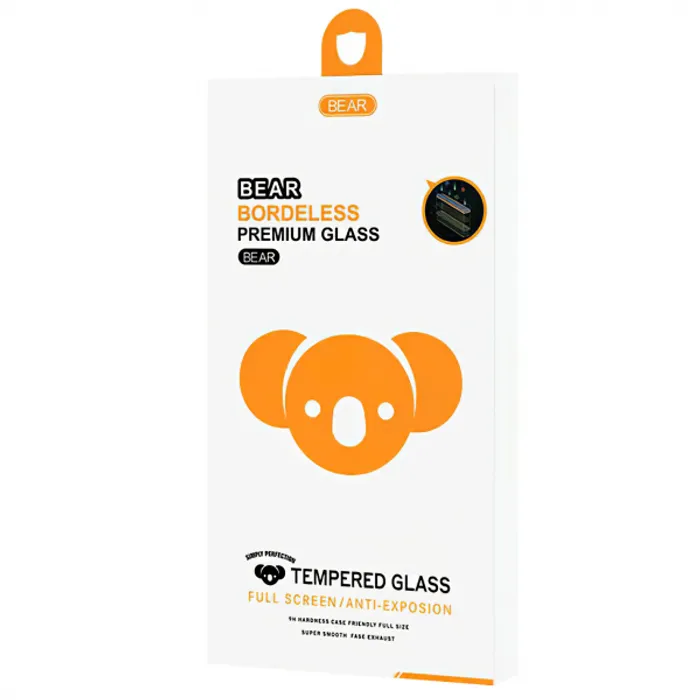 BEAR
BEAR
BORDELESS
PREMIUM GLASS
BEAR
SIMPLY PERFECTION
TEMPERED GLASS
FULL SCREEN/ANTI-EXPOSION
9H HARDNESS CASE FRIENDLY FULL SIZE
SUPER SMOOTH FASE EXHAUST